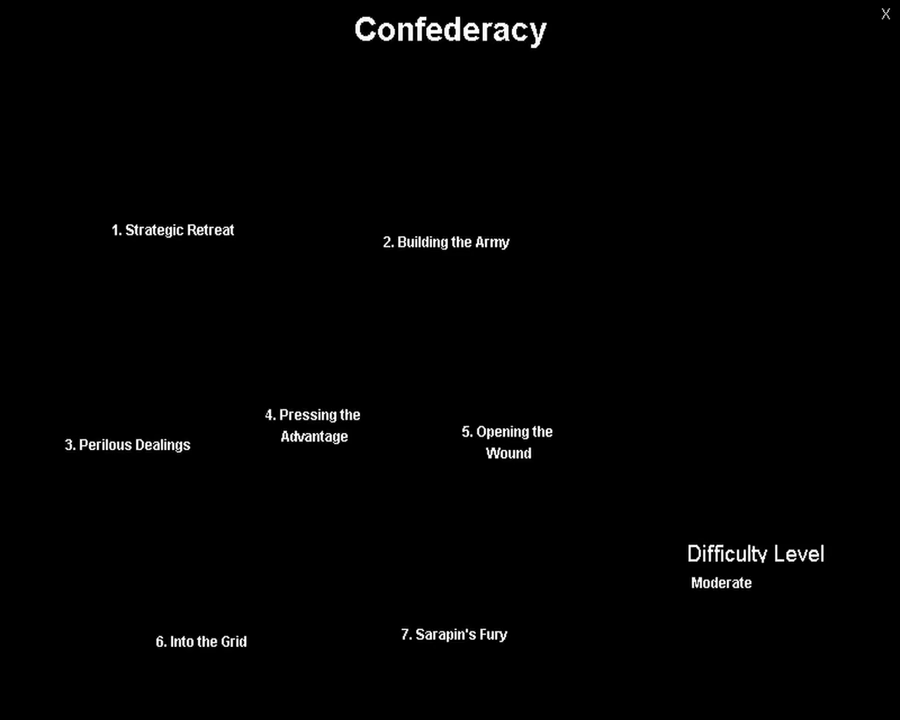 Confederacy
X
1. Strategic Retreat
2. Building the Army
3. Perilous Dealings
4. Pressing the
Advantage
5. Opening the
Wound
Difficulty Level
Moderate
6. Into the Grid
7. Sarapin's Fury